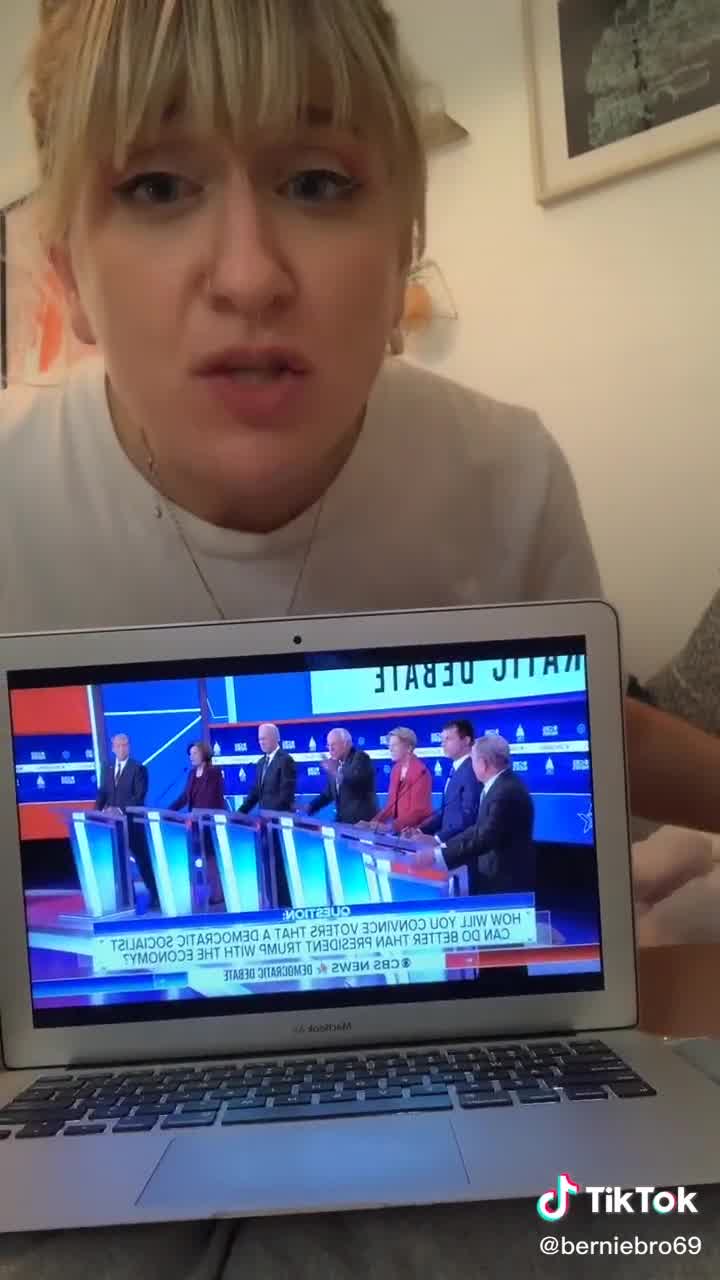 ATIC DEBATE
QUESTION:
HOW WILL YOU CONVINCE VOTERS THAT A DEMOCRATIC SOCIALIST
CAN DO BETTER THAN PRESIDENT TRUMP WITH THE ECONOMY?
CBS NEWS DEMOCRATIC DEBATE
MacBook Air
TikTok
@berniebro69